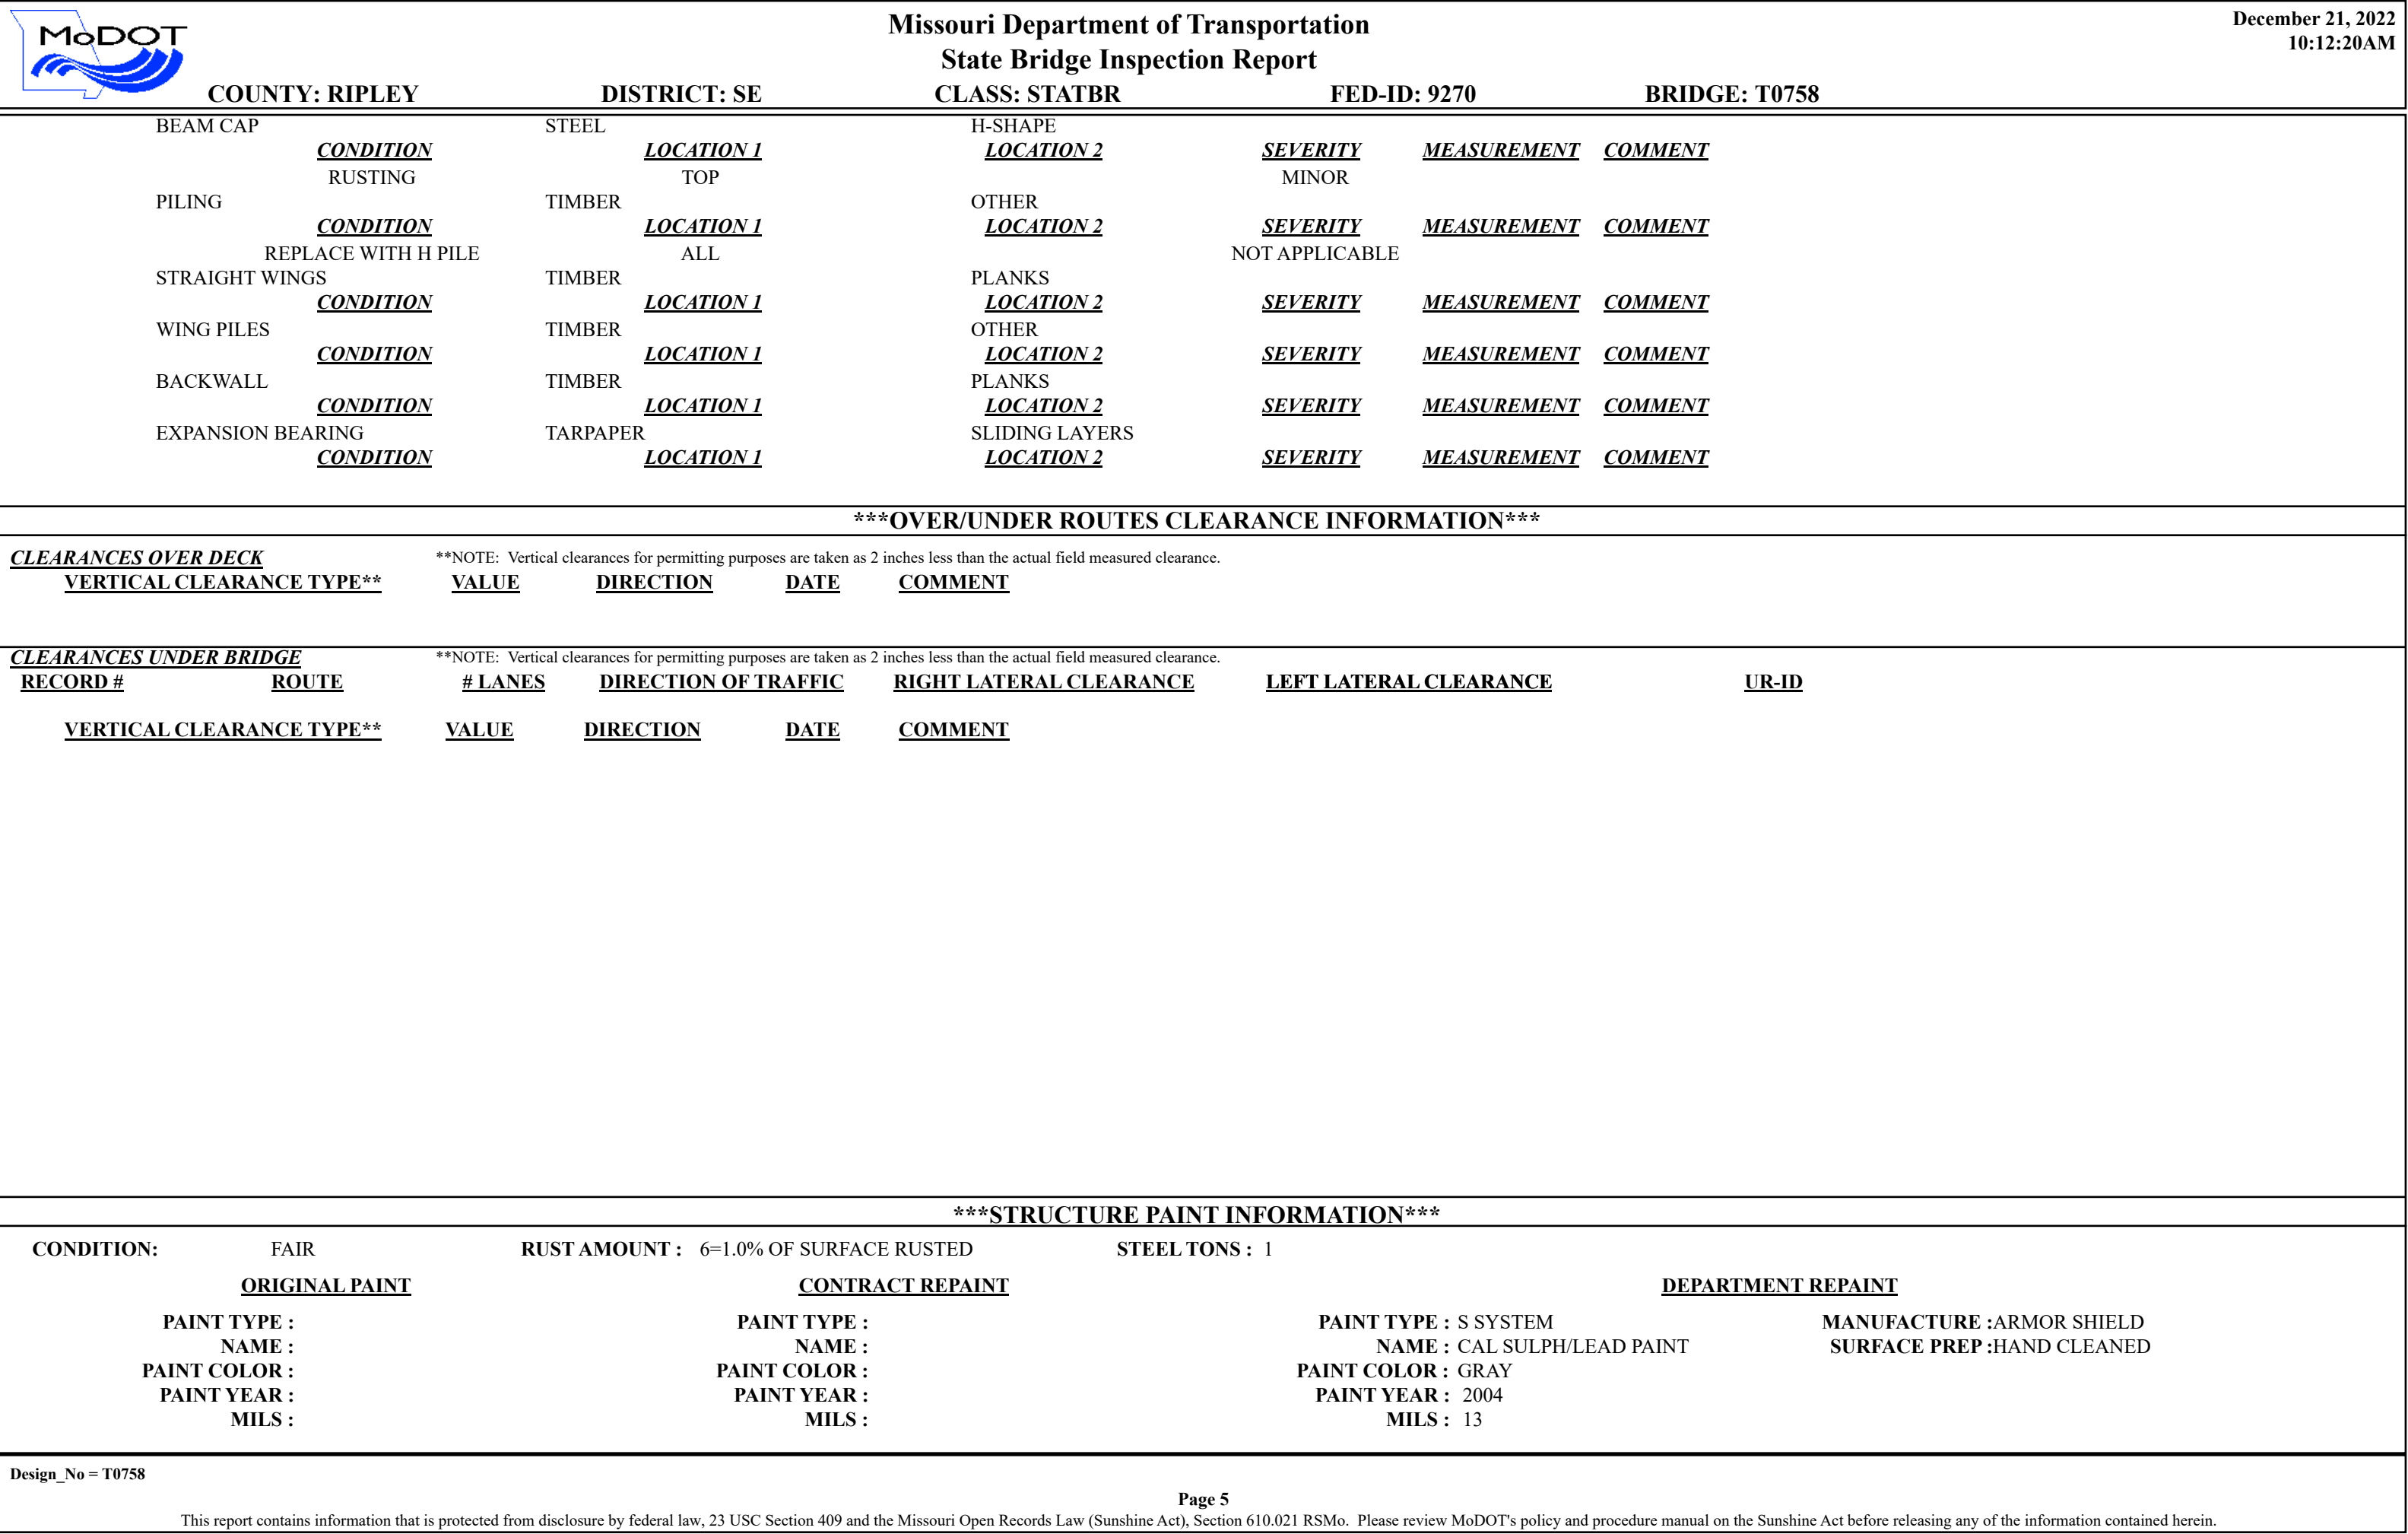 MoDOT
Missouri Department of Transportation
State Bridge Inspection Report
December 21, 2022
10:12:20AM
COUNTY: RIPLEY DISTRICT: SE CLASS: STATBR FED-ID: 9270 BRIDGE: T0758
BEAM CAP STEEL H-SHAPE
CONDITION LOCATION 1 LOCATION 2 SEVERITY MEASUREMENT COMMENT
RUSTING TOP MINOR
PILING TIMBER OTHER
CONDITION LOCATION 1 LOCATION 2 SEVERITY MEASUREMENT COMMENT
REPLACE WITH H PILE ALL NOT APPLICABLE
STRAIGHT WINGS TIMBER PLANKS
CONDITION LOCATION 1 LOCATION 2 SEVERITY MEASUREMENT COMMENT
WING PILES TIMBER OTHER
CONDITION LOCATION 1 LOCATION 2 SEVERITY MEASUREMENT COMMENT
BACKWALL TIMBER PLANKS
CONDITION LOCATION 1 LOCATION 2 SEVERITY MEASUREMENT COMMENT
EXPANSION BEARING TARPAPER SLIDING LAYERS
CONDITION LOCATION 1 LOCATION 2 SEVERITY MEASUREMENT COMMENT
***OVER/UNDER ROUTES CLEARANCE INFORMATION***
CLEARANCES OVER DECK **NOTE: Vertical clearances for permitting purposes are taken as 2 inches less than the actual field measured clearance.
VERTICAL CLEARANCE TYPE** VALUE DIRECTION DATE COMMENT
CLEARANCES UNDER BRIDGE **NOTE: Vertical clearances for permitting purposes are taken as 2 inches less than the actual field measured clearance.
RECORD # ROUTE # LANES DIRECTION OF TRAFFIC RIGHT LATERAL CLEARANCE LEFT LATERAL CLEARANCE UR-ID
VERTICAL CLEARANCE TYPE** VALUE DIRECTION DATE COMMENT
***STRUCTURE PAINT INFORMATION***
CONDITION: FAIR RUST AMOUNT : 6=1.0% OF SURFACE RUSTED STEEL TONS : 1
ORIGINAL PAINT CONTRACT REPAINT DEPARTMENT REPAINT
PAINT TYPE : PAINT TYPE : PAINT TYPE : S SYSTEM MANUFACTURE :ARMOR SHIELD
NAME : NAME : NAME : CAL SULPH/LEAD PAINT SURFACE PREP :HAND CLEANED
PAINT COLOR : PAINT COLOR : PAINT COLOR : GRAY
PAINT YEAR : PAINT YEAR : PAINT YEAR : 2004
MILS : MILS : MILS : 13
Design_No = T0758
Page 5
This report contains information that is protected from disclosure by federal law, 23 USC Section 409 and the Missouri Open Records Law (Sunshine Act), Section 610.021 RSMo. Please review MoDOT's policy and procedure manual on the Sunshine Act before releasing any of the information contained herein.